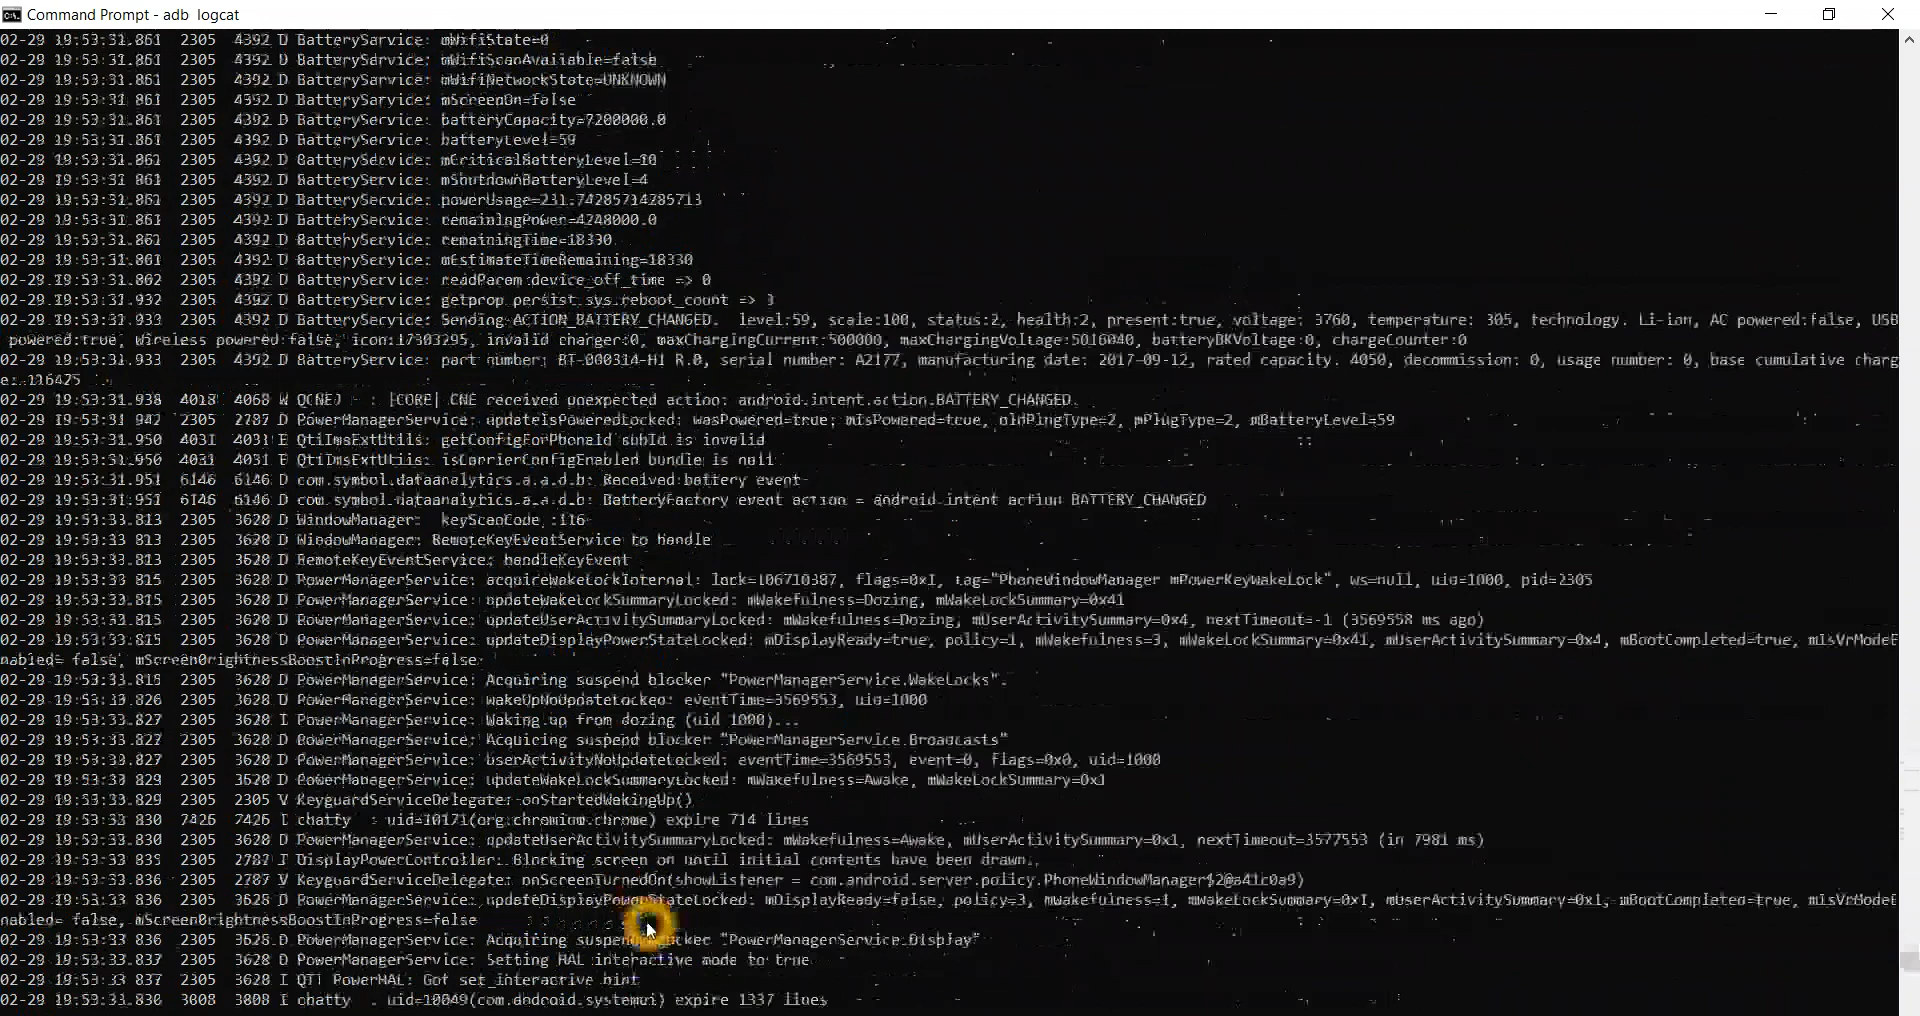 Command Prompt - adb  logcat
02-29 19:53:31.861  2305  4392 D BatteryService: mWifiState=0
02-29 19:53:31.861  2305  4392 D BatteryService: mWifiScanAvailable=false
02-29 19:53:31.861  2305  4392 D BatteryService: mWifiNetworkState=UNKNOWN
02-29 19:53:31.861  2305  4392 D BatteryService: mScreenOn=false
02-29 19:53:31.861  2305  4392 D BatteryService: batteryCapacity=7200000.0
02-29 19:53:31.861  2305  4392 D BatteryService: batteryLevel=59
02-29 19:53:31.861  2305  4392 D BatteryService: mCriticalBatteryLevel=10
02-29 19:53:31.861  2305  4392 D BatteryService: mShutdownBatteryLevel=4
02-29 19:53:31.861  2305  4392 D BatteryService: powerUsage=231.74285714285713
02-29 19:53:31.861  2305  4392 D BatteryService: remainingPower=4248000.0
02-29 19:53:31.861  2305  4392 D BatteryService: remainingTime=18330
02-29 19:53:31.861  2305  4392 D BatteryService: mEstimateTimeRemaining=18330
02-29 19:53:31.862  2305  4392 D BatteryService: readParam device_off_time => 0
02-29 19:53:31.932  2305  4392 D BatteryService: getprop persist.sys.reboot_count => 3
02-29 19:53:31.933  2305  4392 D BatteryService: Sending ACTION_BATTERY_CHANGED.  level:59, scale:100, status:2, health:2, present:true, voltage: 3760, temperature: 305, technology: Li-ion, AC powered:false, USB
 powered:true, Wireless powered:false, icon:17303295, invalid charger:0, maxChargingCurrent:500000, maxChargingVoltage:5016040, batteryBKVoltage:0, chargeCounter:0
02-29 19:53:31.933  2305  4392 D BatteryService: part number: BT-000314-H1 R.0, serial number: A2177, manufacturing date: 2017-09-12, rated capacity: 4050, decommission: 0, usage number: 0, base cumulative charg
e: 116425
02-29 19:53:31.938  4018  4068 W QCNEJ   : |CORE| CNE received unexpected action: android.intent.action.BATTERY_CHANGED
02-29 19:53:31.942  2305  2787 D PowerManagerService: updateIsPoweredLocked: wasPowered=true, mIsPowered=true, oldPlugType=2, mPlugType=2, mBatteryLevel=59
02-29 19:53:31.950  4031  4031 E QtiImsExtUtils: getConfigForPhoneId subId is invalid
02-29 19:53:31.950  4031  4031 E QtiImsExtUtils: isCarrierConfigEnabled bundle is null
02-29 19:53:31.951  6146  6146 D com.symbol.dataanalytics.a.a.d.b: Received battery event
02-29 19:53:31.952  6146  6146 D com.symbol.dataanalytics.a.a.d.b: BatteryFactory event action = android.intent.action.BATTERY_CHANGED
02-29 19:53:33.813  2305  3628 D WindowManager:  keyScanCode :116
02-29 19:53:33.813  2305  3628 D WindowManager: RemoteKeyEventService to handle
02-29 19:53:33.813  2305  3628 D RemoteKeyEventService: handleKeyEvent
02-29 19:53:33.815  2305  3628 D PowerManagerService: acquireWakeLockInternal: lock=106710387, flags=0x1, tag="PhoneWindowManager.mPowerKeyWakeLock", ws=null, uid=1000, pid=2305
02-29 19:53:33.815  2305  3628 D PowerManagerService: updateWakeLockSummaryLocked: mWakefulness=Dozing, mWakeLockSummary=0x41
02-29 19:53:33.815  2305  3628 D PowerManagerService: updateUserActivitySummaryLocked: mWakefulness=Dozing, mUserActivitySummary=0x4, nextTimeout=-1 (3569558 ms ago)
02-29 19:53:33.815  2305  3628 D PowerManagerService: updateDisplayPowerStateLocked: mDisplayReady=true, policy=1, mWakefulness=3, mWakeLockSummary=0x41, mUserActivitySummary=0x4, mBootCompleted=true, mIsVrModeE
nabled= false, mScreenBrightnessBoostInProgress=false
02-29 19:53:33.815  2305  3628 D PowerManagerService: Acquiring suspend blocker "PowerManagerService.WakeLocks".
02-29 19:53:33.826  2305  3628 D PowerManagerService: wakeUpNoUpdateLocked: eventTime=3569553, uid=1000
02-29 19:53:33.827  2305  3628 I PowerManagerService: Waking up from dozing (uid 1000)...
02-29 19:53:33.827  2305  3628 D PowerManagerService: Acquiring suspend blocker "PowerManagerService.Broadcasts"
02-29 19:53:33.827  2305  3628 D PowerManagerService: userActivityNoUpdateLocked: eventTime=3569553, event=0, flags=0x0, uid=1000
02-29 19:53:33.829  2305  3628 D PowerManagerService: updateWakeLockSummaryLocked: mWakefulness=Awake, mWakeLockSummary=0x1
02-29 19:53:33.829  2305  2305 V KeyguardServiceDelegate: onStartedWakingUp()
02-29 19:53:33.830  7426  7426 I chatty  : uid=10171(org.chromium.chrome) expire 714 lines
02-29 19:53:33.830  2305  3628 D PowerManagerService: updateUserActivitySummaryLocked: mWakefulness=Awake, mUserActivitySummary=0x1, nextTimeout=3577553 (in 7981 ms)
02-29 19:53:33.835  2305  2787 I DisplayPowerController: Blocking screen on until initial contents have been drawn.
02-29 19:53:33.836  2305  2787 V KeyguardServiceDelegate: onScreenTurnedOn(showListener = com.android.server.policy.PhoneWindowManager$2@a41c0a9)
02-29 19:53:33.836  2305  3628 D PowerManagerService: updateDisplayPowerStateLocked: mDisplayReady=false, policy=3, mWakefulness=1, mWakeLockSummary=0x1, mUserActivitySummary=0x1, mBootCompleted=true, mIsVrModeE
nabled= false, mScreenBrightnessBoostInProgress=false
02-29 19:53:33.836  2305  3628 D PowerManagerService: Acquiring suspend blocker "PowerManagerService.Display"
02-29 19:53:33.837  2305  3628 D PowerManagerService: Setting HAL interactive mode to true
02-29 19:53:33.837  2305  3628 I QTI PowerHAL: Got set_interactive hint
02-29 19:53:33.830  3808  3808 I chatty  : uid=10049(com.android.systemui) expire 1337 lines